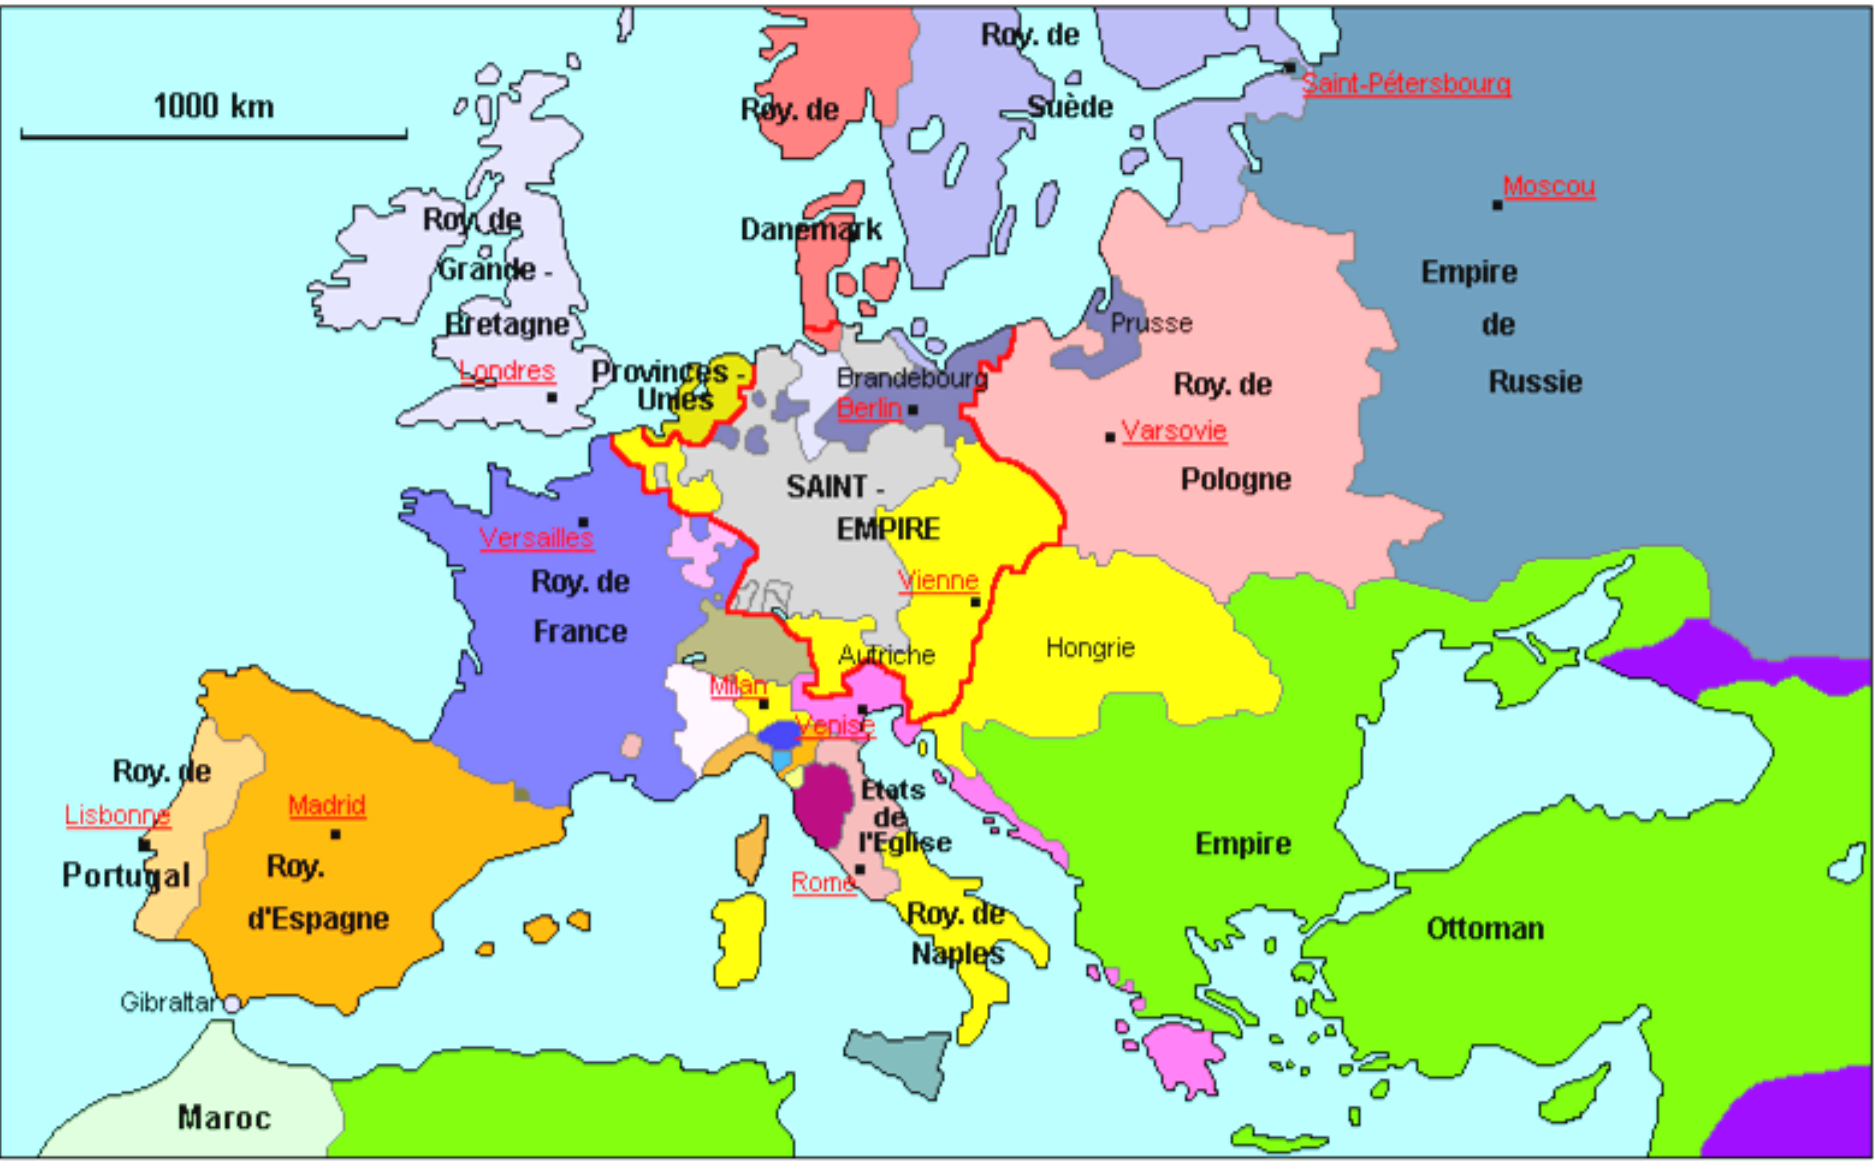 Roy. de
Suède
1000 km
Roy. de
Danemark
Saint-Pétersbourg
Moscou
Roy. de
Grande -
Bretagne
Londres
Empire
de
Russie
Prusse
Provinces -
Unies
Brandebourg
Berlin
Roy. de
Pologne
Varsovie
SAINT -
EMPIRE
Versailles
Roy. de
France
Vienne
Autriche
Hongrie
Milan
Venise
Roy. de
Portugal
Lisbonne
Madrid
Roy.
d'Espagne
Etats
de
l'Eglise
Rome
Roy. de
Naples
Empire
Ottoman
Gibraltar
Maroc